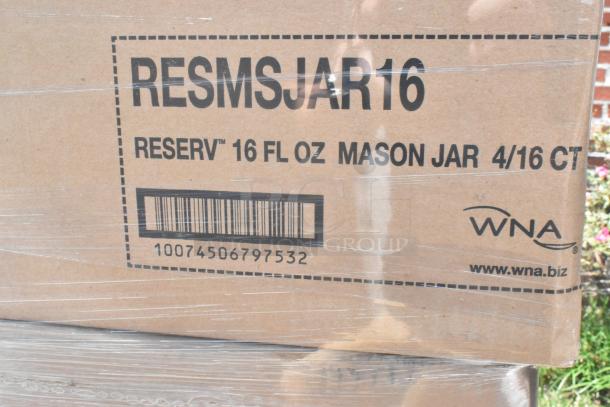 RESMSJAR16
RESERV™ 16 FL OZ MASON JAR 4/16 CT
10074506797532
WNA®
www.wna.biz